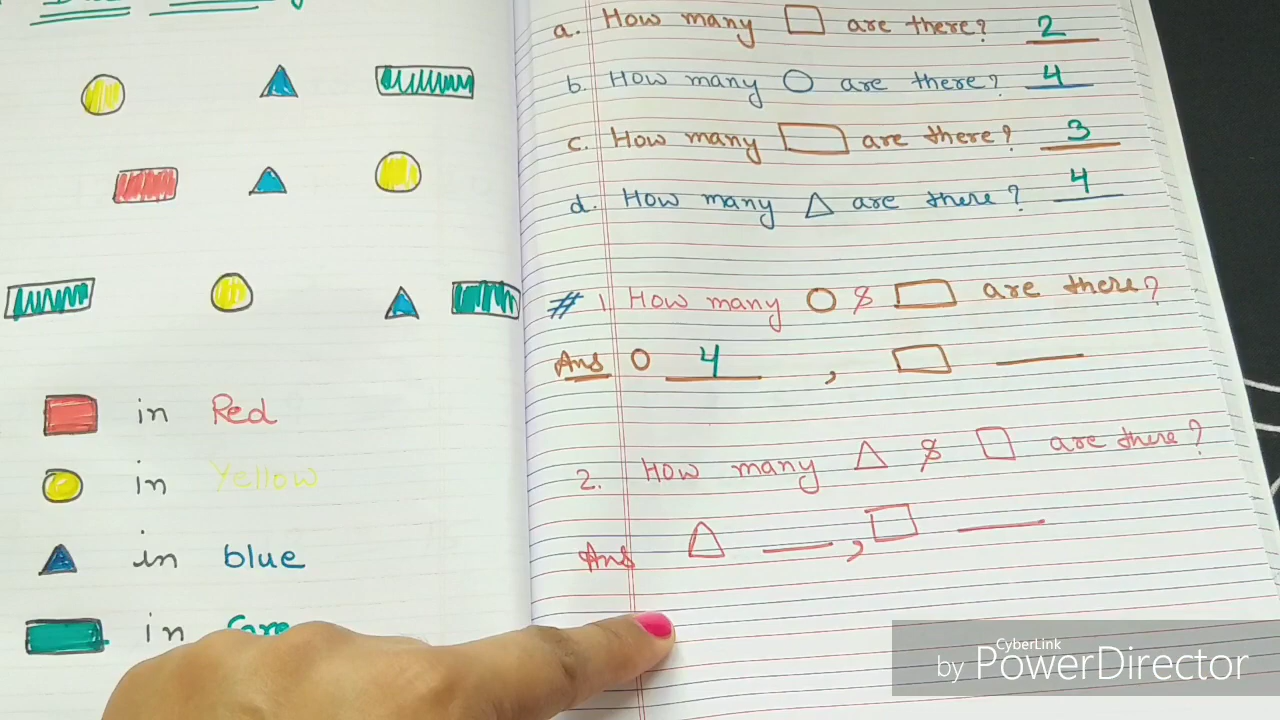 in Red
in Yellow
in blue
in Gre
a. How many □ are there? 2
b. How many ○ are there? 4
c. How many ▭ are there? 3
d. How many △ are there? 4
# 1 How many ○ & ▭ are there?
Ans ○ 4 , ▭
2. How many △ & □ are there?
Ans △ , □
CyberLink
by PowerDirector